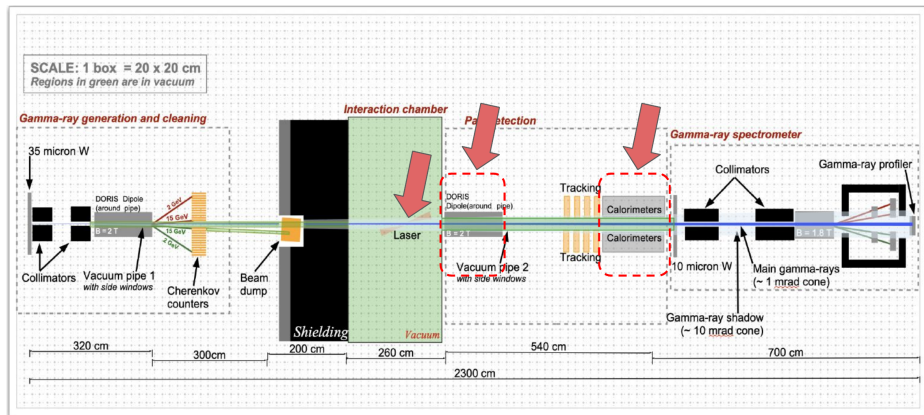 SCALE: 1 box = 20 x 20 cm
Regions in green are in vacuum
Gamma-ray generation and cleaning
35 micron W
DORIS Dipole
(around pipe)
2 GeV
15 GeV
15 GeV
2 GeV
B = 2 T
Collimators
Vacuum pipe 1
with side windows
Cherenkov
counters
Beam
dump
Shielding
Interaction chamber
Laser
Vacuum
detection
DORIS
Dipole(around pipe)
B = 2 T
Vacuum pipe 2
with side windows
Tracking
Tracking
Calorimeters
Calorimeters
10 micron W
Gamma-ray spectrometer
Collimators
Gamma-ray profiler
B = 1.8 T
Main gamma-rays
(~ 1 mrad cone)
Gamma-ray shadow
(~ 10 mrad cone)
320 cm
300cm
200 cm
260 cm
540 cm
700 cm
2300 cm